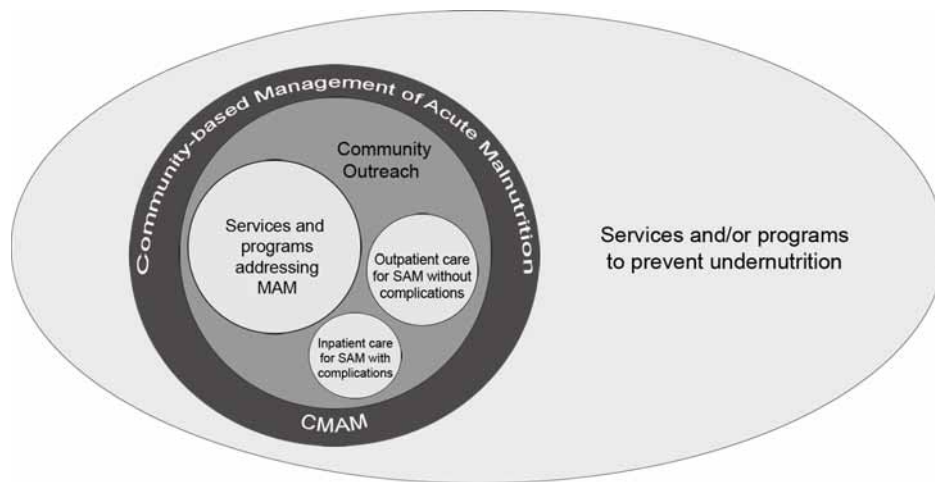 Community-based Management of Acute Malnutrition
Community
Outreach
Services and
programs
addressing
MAM
Outpatient care
for SAM without
complications
Inpatient care
for SAM with
complications
CMAM
Services and/or programs
to prevent undernutrition